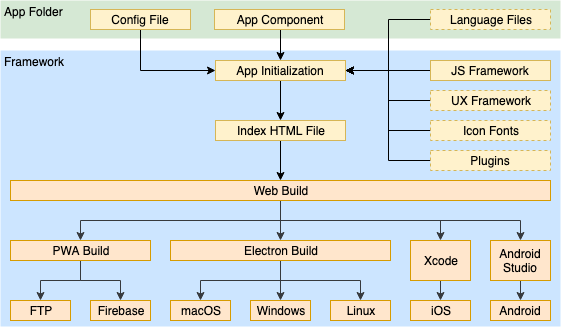 App Folder
Config File
App Component
Language Files
Framework
App Initialization
JS Framework
UX Framework
Index HTML File
Icon Fonts
Plugins
Web Build
PWA Build
Electron Build
Xcode
Android
Studio
FTP
Firebase
macOS
Windows
Linux
iOS
Android